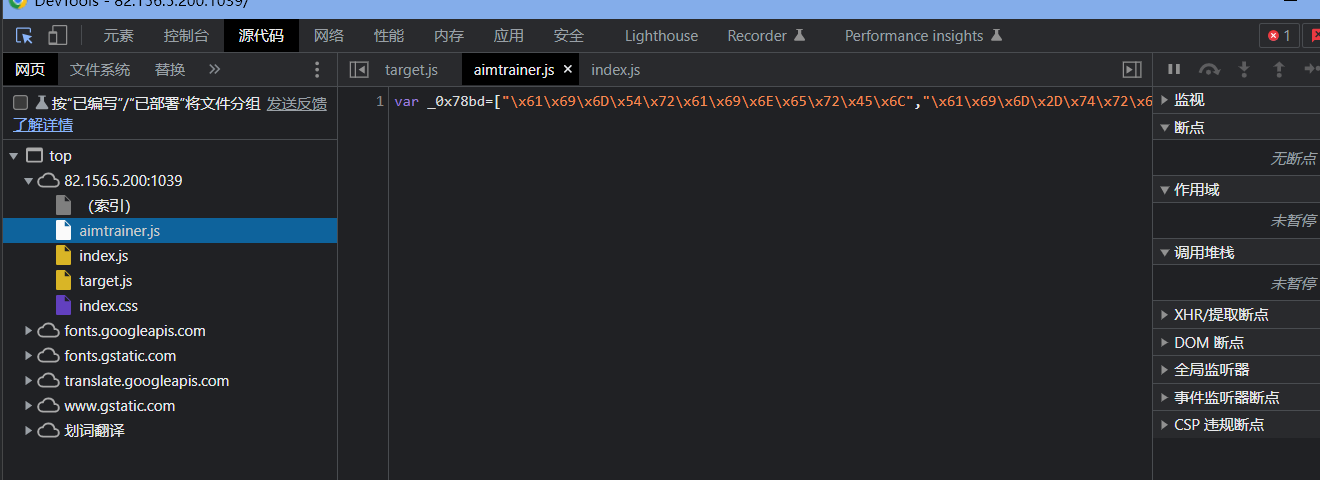 DevTools - 82.156.5.200:1039/
元素 控制台 源代码 网络 性能 内存 应用 安全 Lighthouse Recorder Performance insights 1
网页 文件系统 替换 » target.js aimtrainer.js × index.js
按"已编写"/"已部署"将文件分组 发送反馈
了解详情
1 var _0x78bd=["\x61\x69\x6D\x54\x72\x61\x69\x6E\x65\x72\x45\x6C","\x61\x69\x6D\x2D\x74\x72\x6
top
82.156.5.200:1039
（索引）
aimtrainer.js
index.js
target.js
index.css
fonts.googleapis.com
fonts.gstatic.com
translate.googleapis.com
www.gstatic.com
划词翻译
监视
断点
无断点
作用域
未暂停
调用堆栈
未暂停
XHR/提取断点
DOM 断点
全局监听器
事件监听器断点
CSP 违规断点